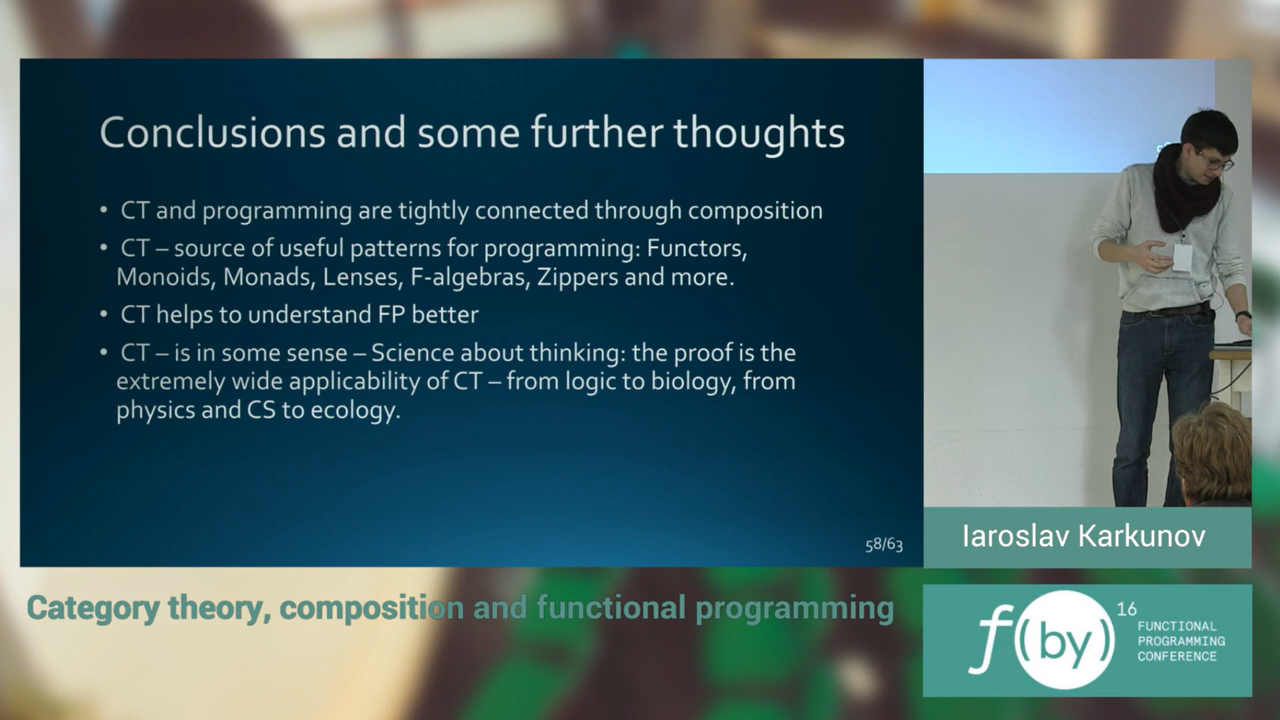 Conclusions and some further thoughts
• CT and programming are tightly connected through composition
• CT – source of useful patterns for programming: Functors,
Monoids, Monads, Lenses, F-algebras, Zippers and more.
• CT helps to understand FP better
• CT – is in some sense – Science about thinking: the proof is the
extremely wide applicability of CT – from logic to biology, from
physics and CS to ecology.
58/63
Iaroslav Karkunov
Category theory, composition and functional programming
f(by)16
FUNCTIONAL
PROGRAMMING
CONFERENCE